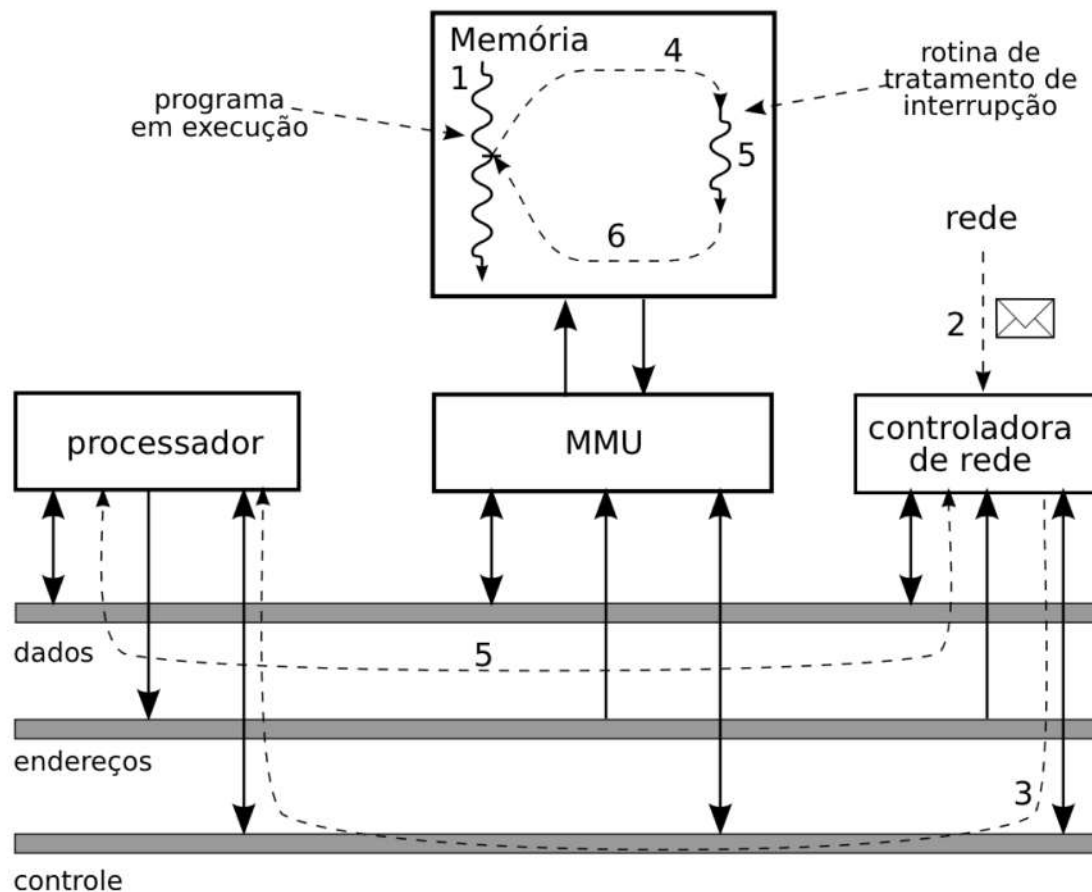 Memória
1
4
5
6
programa
em execução
rotina de
tratamento de
interrupção
rede
2
processador
MMU
controladora
de rede
dados
5
endereços
3
controle